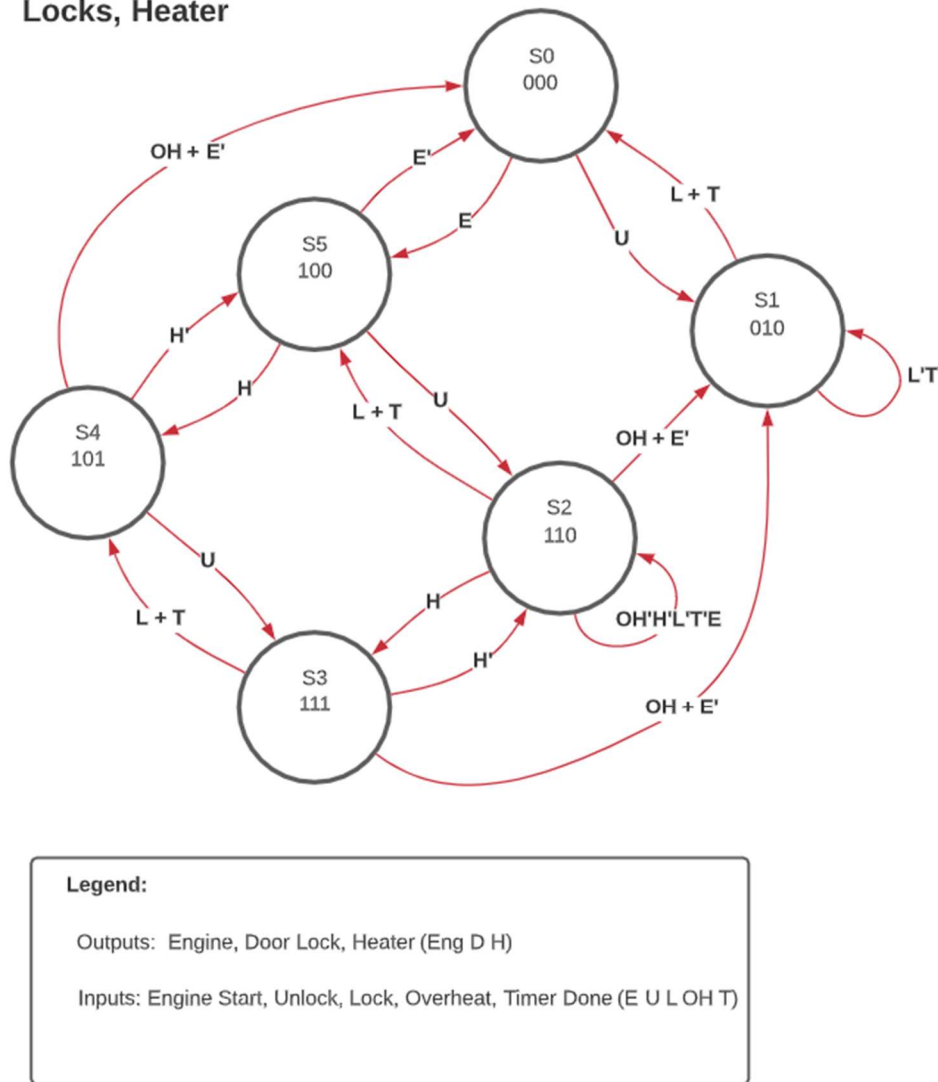 Locks, Heater
S0
000
OH + E'
E'
E
L + T
U
S5
100
S1
010
H'
H
L + T
U
L'T
S4
101
OH + E'
S2
110
U
L + T
H
H'
OH'H'L'T'E
S3
111
OH + E'
Legend:
Outputs: Engine, Door Lock, Heater (Eng D H)
Inputs: Engine Start, Unlock, Lock, Overheat, Timer Done (E U L OH T)